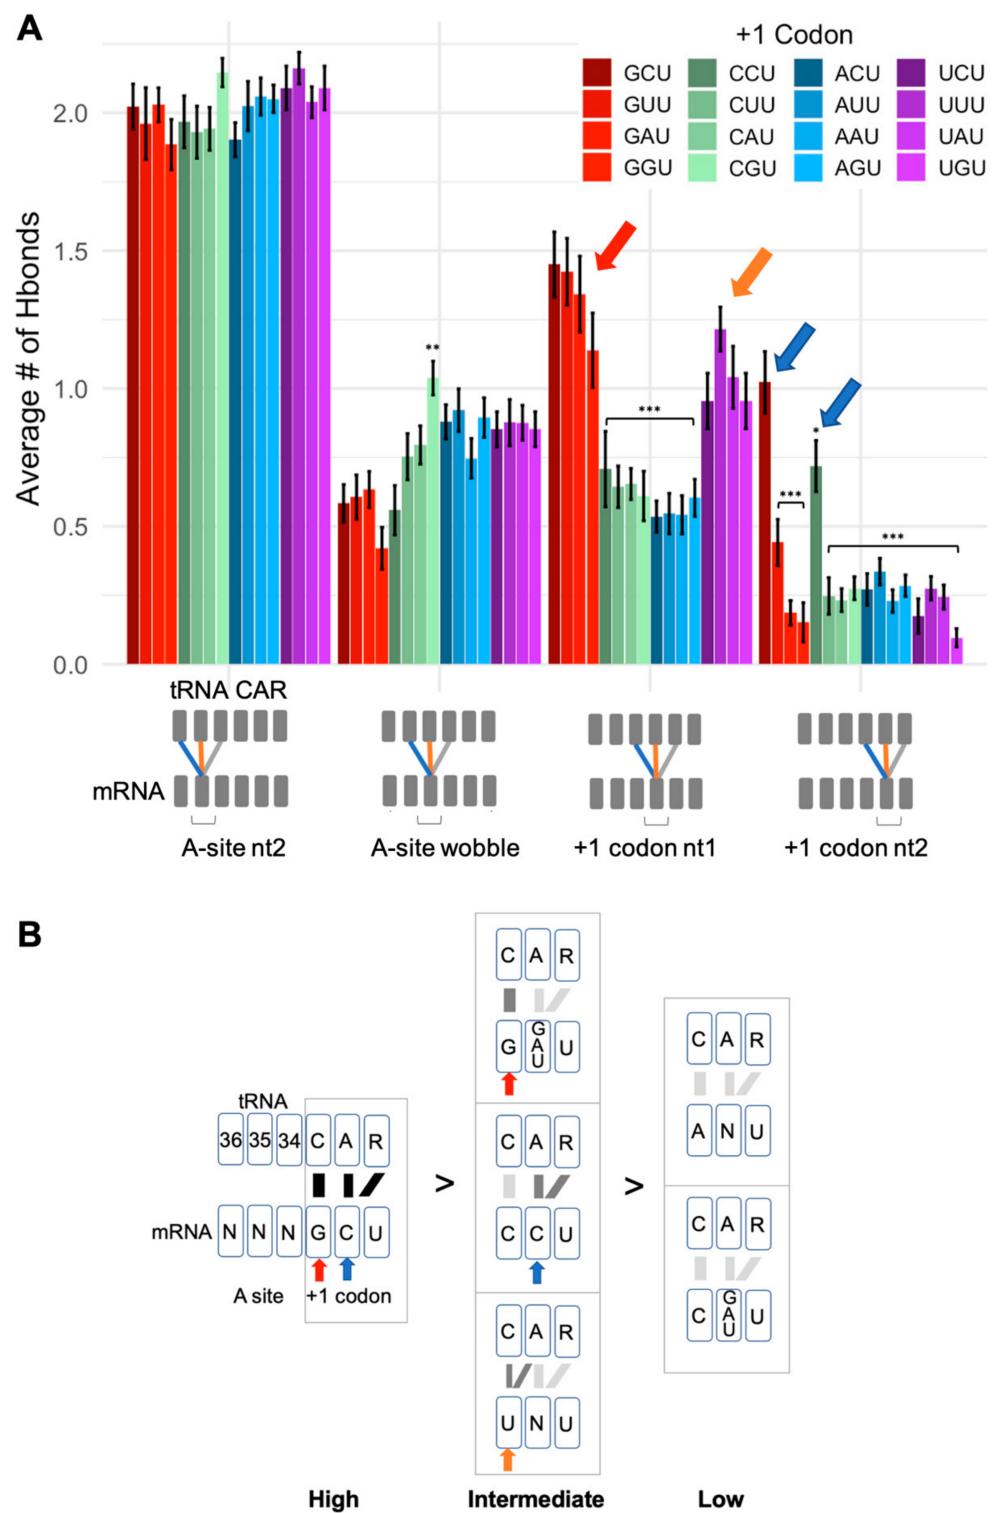 A
+1 Codon
GCU CCU ACU UCU
GUU CUU AUU UUU
GAU CAU AAU UAU
GGU CGU AGU UGU
Average # of Hbonds
2.0
1.5
1.0
0.5
0.0
**
***
***
*
***
tRNA CAR
mRNA
A-site nt2
A-site wobble
+1 codon nt1
+1 codon nt2
B
tRNA
36 35 34 C A R
mRNA N N N G C U
A site +1 codon
>
C A R
G G A U U
C A R
C C U
C A R
U N U
>
C A R
A N U
C A R
C G A U U
High
Intermediate
Low